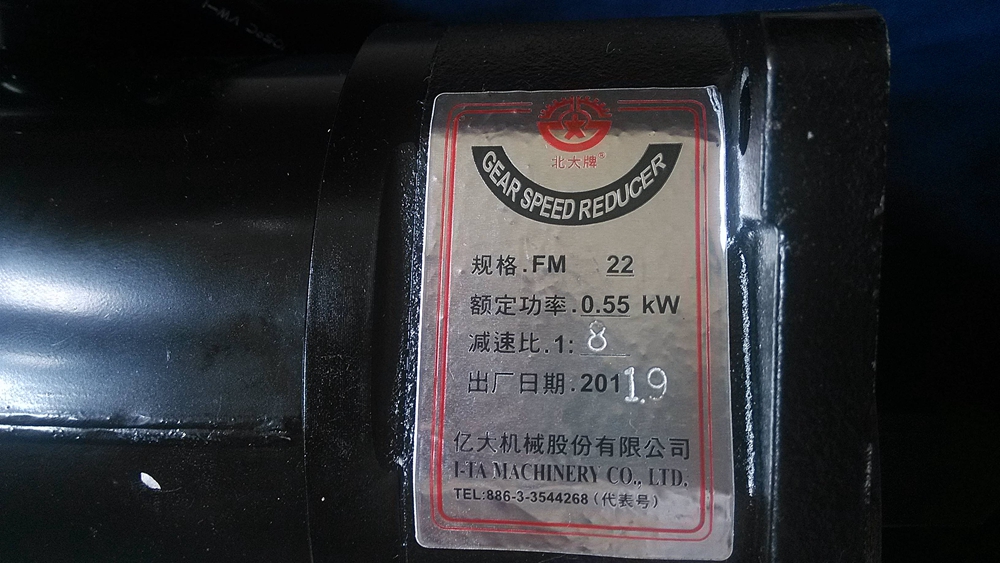 北大牌®
GEAR SPEED REDUCER
规格.FM 22
额定功率.0.55 kW
减速比.1: 8
出厂日期.2011.9
亿大机械股份有限公司
I-TA MACHINERY CO., LTD.
TEL:886-3-3544268(代表号)